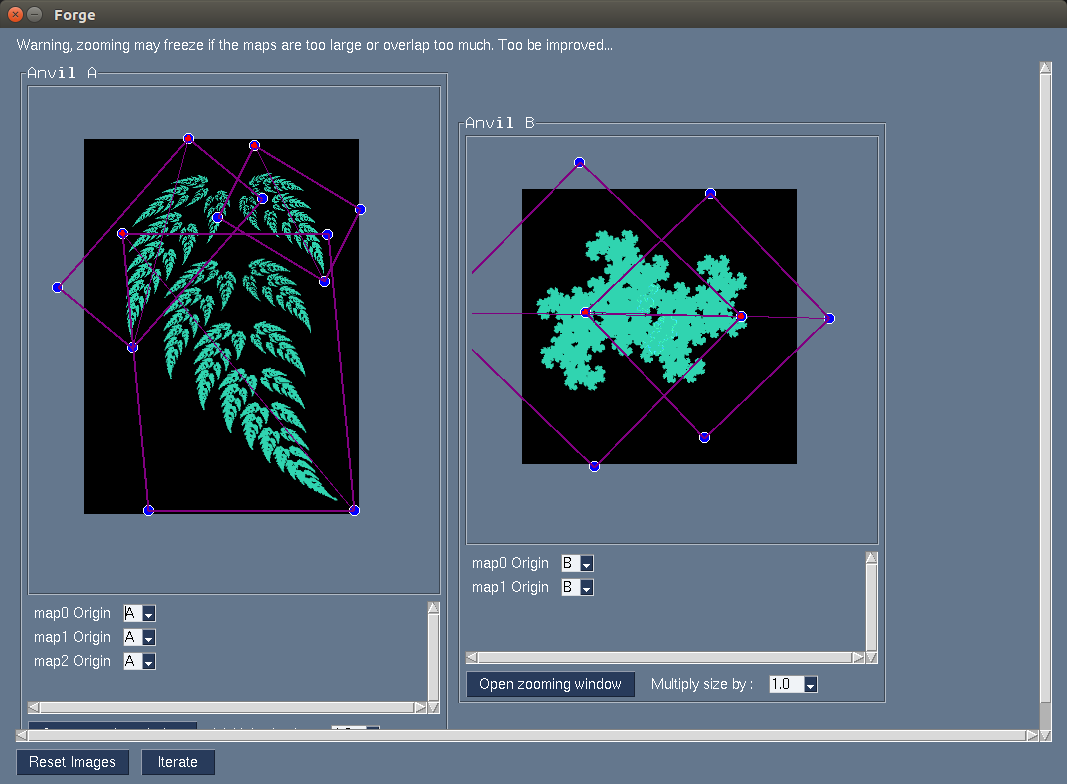 Forge
Warning, zooming may freeze if the maps are too large or overlap too much. Too be improved...
Anvil A
Anvil B
map0 Origin A
map1 Origin A
map2 Origin A
map0 Origin B
map1 Origin B
Open zooming window Multiply size by : 1.0
Reset Images Iterate